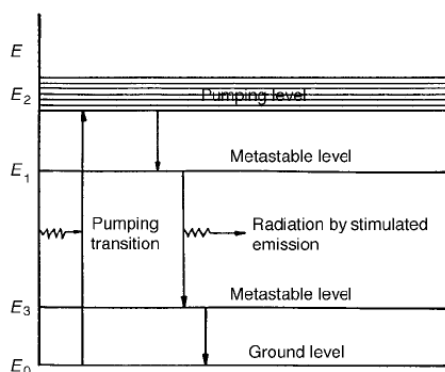 E
E2
Pumping level
Metastable level
E1
Pumping
transition
Radiation by stimulated
emission
Metastable level
E3
Ground level
E0